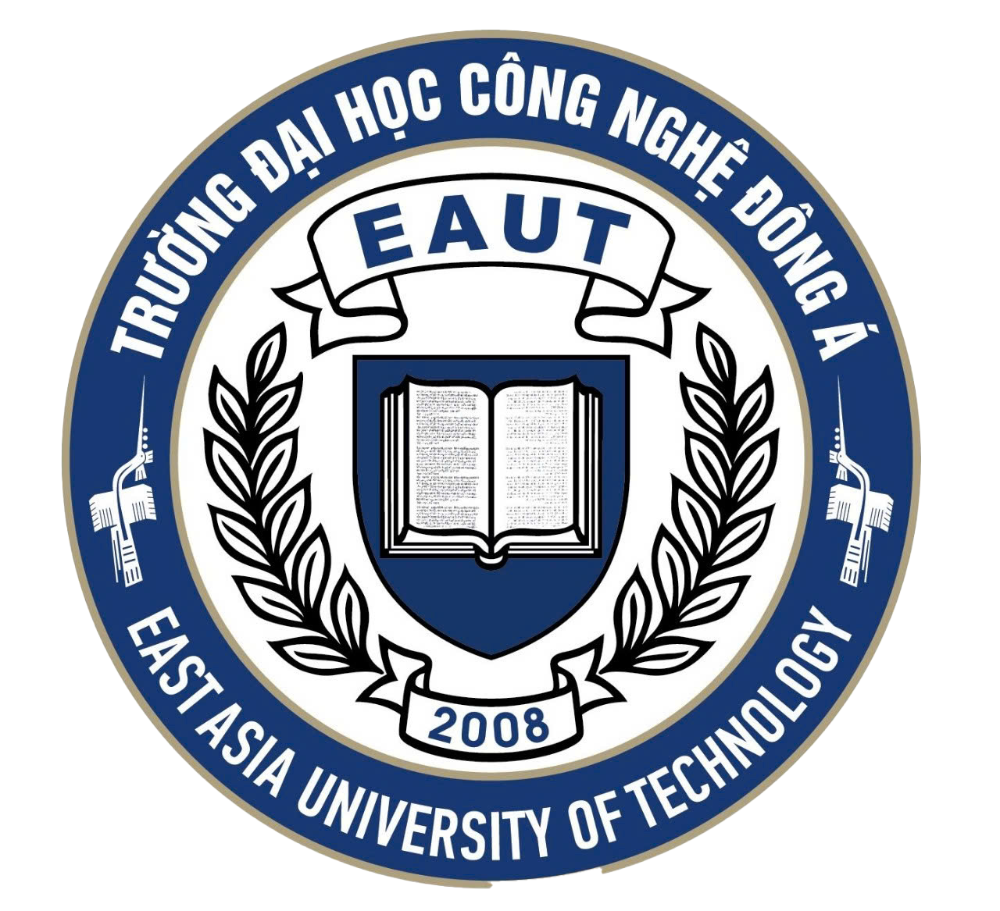 TRƯỜNG ĐẠI HỌC CÔNG NGHỆ ĐÔNG Á
EAUT
2008
EAST ASIA UNIVERSITY OF TECHNOLOGY